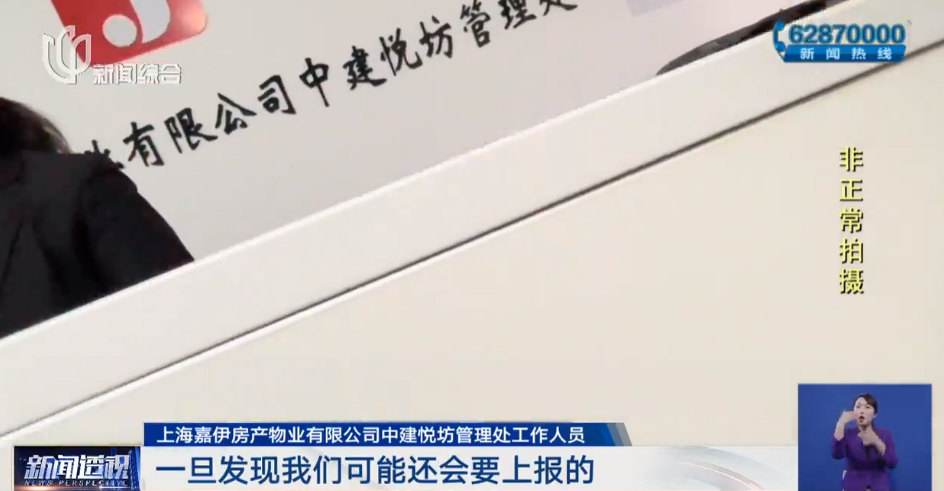 新闻综合
62870000
新闻热线
有限公司中建悦坊管理处
非正常拍摄
上海嘉伊房产物业有限公司中建悦坊管理处工作人员
新闻透视
NEWS PERSPECTIVE
一旦发现我们可能还会要上报的